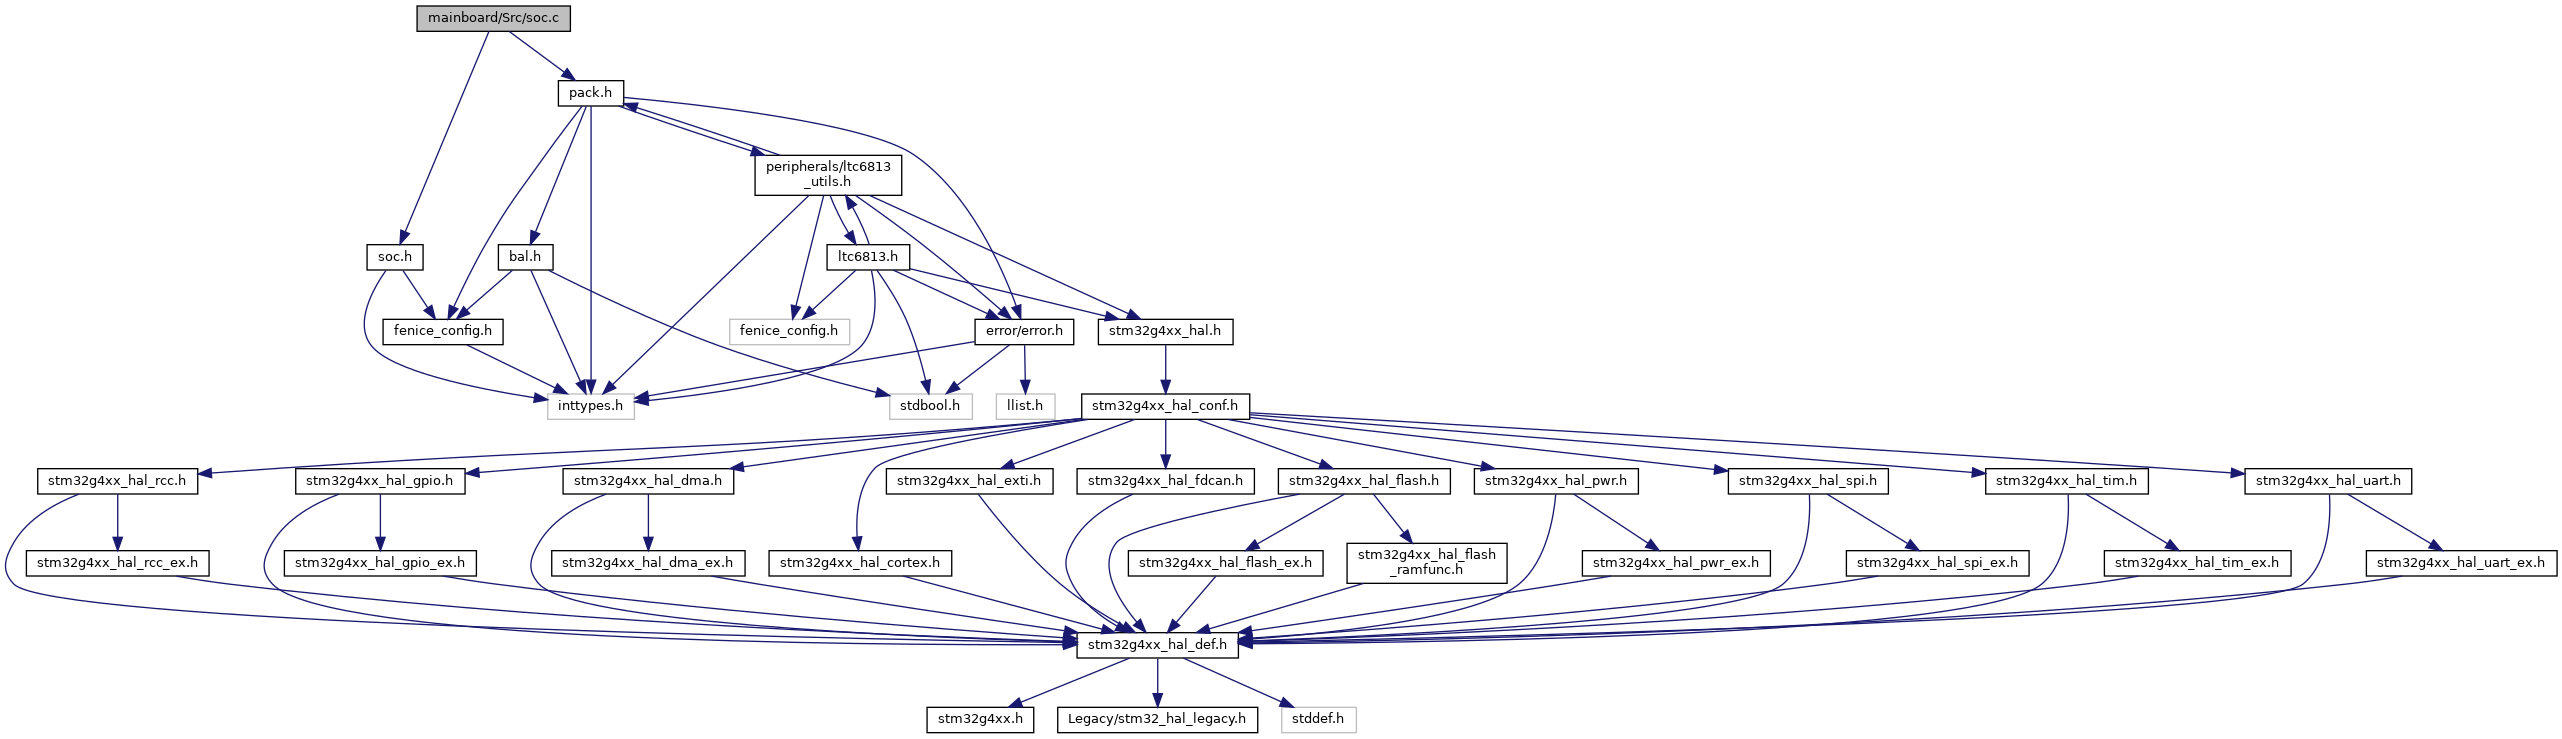 mainboard/Src/soc.c
pack.h
peripherals/ltc6813
_utils.h
soc.h
bal.h
ltc6813.h
fenice_config.h
fenice_config.h
error/error.h
stm32g4xx_hal.h
inttypes.h
stdbool.h
llist.h
stm32g4xx_hal_conf.h
stm32g4xx_hal_rcc.h
stm32g4xx_hal_gpio.h
stm32g4xx_hal_dma.h
stm32g4xx_hal_exti.h
stm32g4xx_hal_fdcan.h
stm32g4xx_hal_flash.h
stm32g4xx_hal_pwr.h
stm32g4xx_hal_spi.h
stm32g4xx_hal_tim.h
stm32g4xx_hal_uart.h
stm32g4xx_hal_rcc_ex.h
stm32g4xx_hal_gpio_ex.h
stm32g4xx_hal_dma_ex.h
stm32g4xx_hal_cortex.h
stm32g4xx_hal_flash_ex.h
stm32g4xx_hal_flash
_ramfunc.h
stm32g4xx_hal_pwr_ex.h
stm32g4xx_hal_spi_ex.h
stm32g4xx_hal_tim_ex.h
stm32g4xx_hal_uart_ex.h
stm32g4xx_hal_def.h
stm32g4xx.h
Legacy/stm32_hal_legacy.h
stddef.h